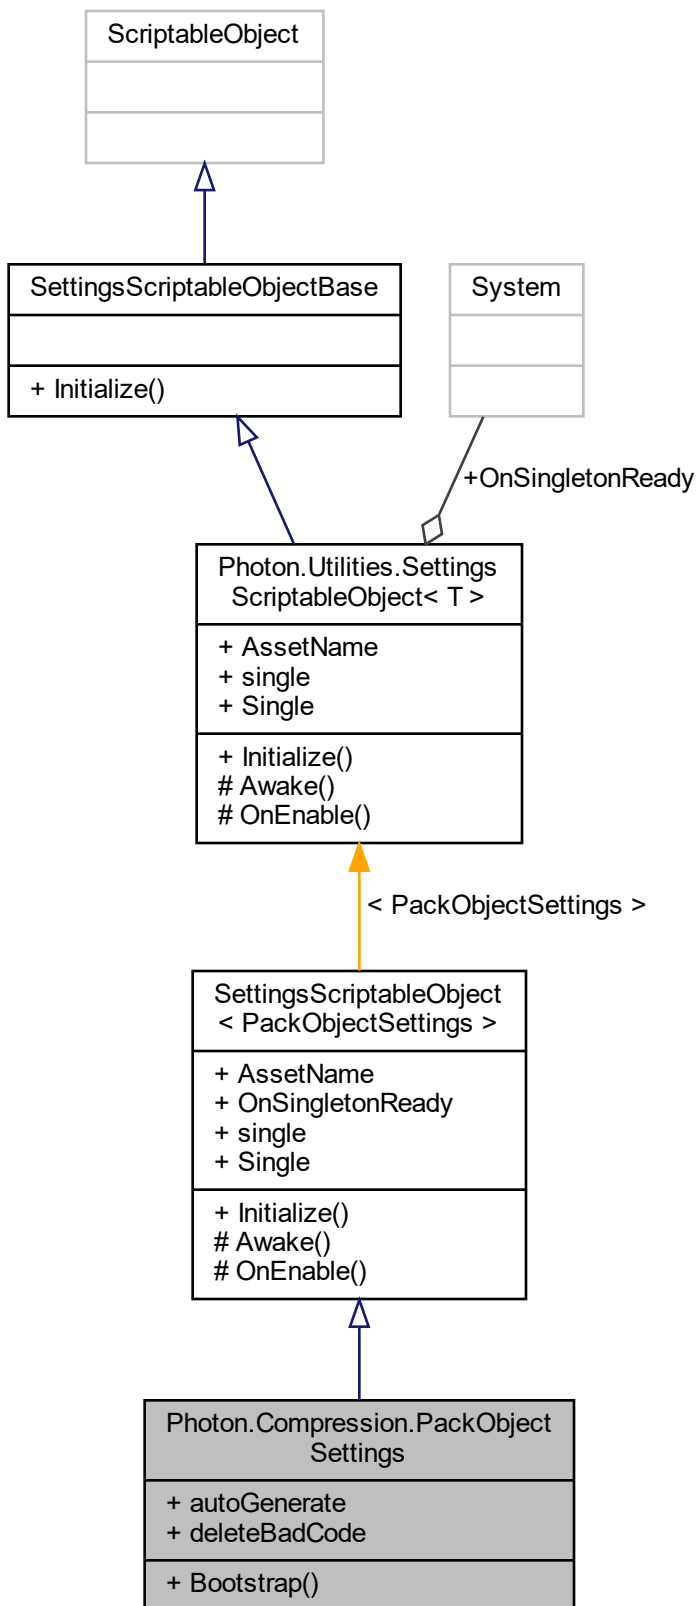 ScriptableObject
SettingsScriptableObjectBase
+ Initialize()
System
+OnSingletonReady
Photon.Utilities.Settings
ScriptableObject< T >
+ AssetName
+ single
+ Single
+ Initialize()
# Awake()
# OnEnable()
< PackObjectSettings >
SettingsScriptableObject
< PackObjectSettings >
+ AssetName
+ OnSingletonReady
+ single
+ Single
+ Initialize()
# Awake()
# OnEnable()
Photon.Compression.PackObject
Settings
+ autoGenerate
+ deleteBadCode
+ Bootstrap()